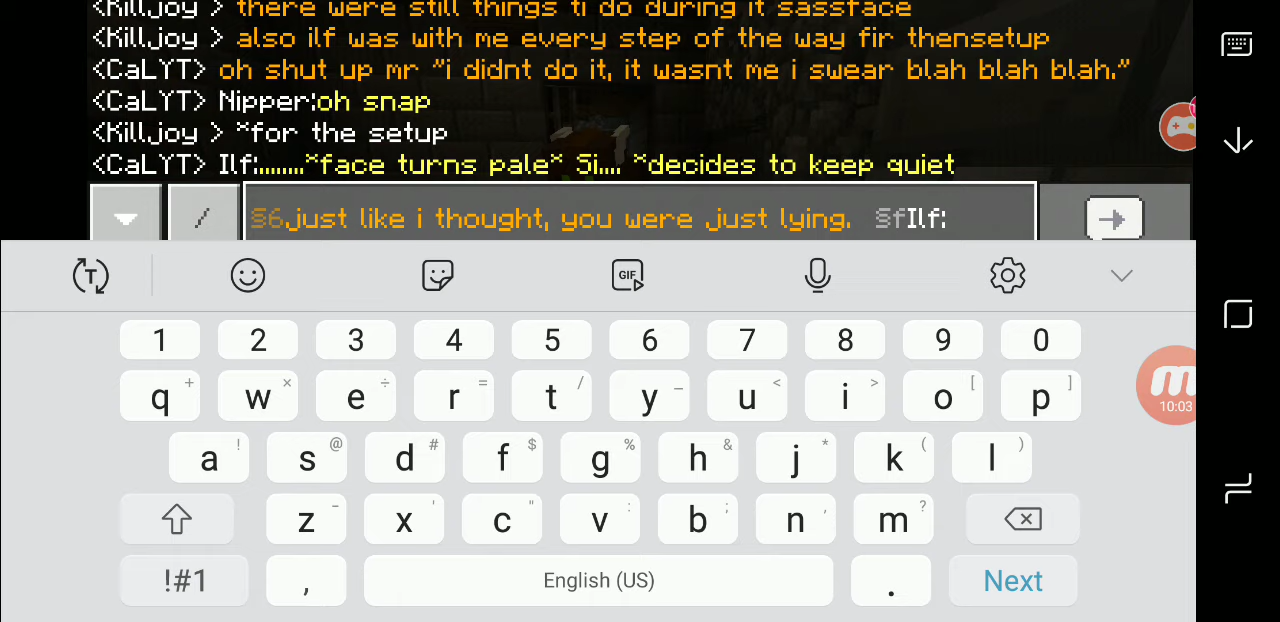 <Killjoy > there were still things ti do during it sassface
<Killjoy > also ilf was with me every step of the way fir thensetup
<CaLYT> oh shut up mr "i didnt do it, it wasnt me i swear blah blah blah."
<CaLYT> Nipper:oh snap
<Killjoy > *for the setup
<CaLYT> Ilf:........*face turns pale* Si.... *decides to keep quiet
/ §6just like i thought, you were just lying. §fIlf:
T GIF
1 2 3 4 5 6 7 8 9 0
q + w × e ÷ r = t / y _ u < i > o [ p ]
a ! s @ d # f $ g % h & j * k ( l )
z - x ' c " v : b ; n , m ?
!#1 , English (US) . Next
10:03